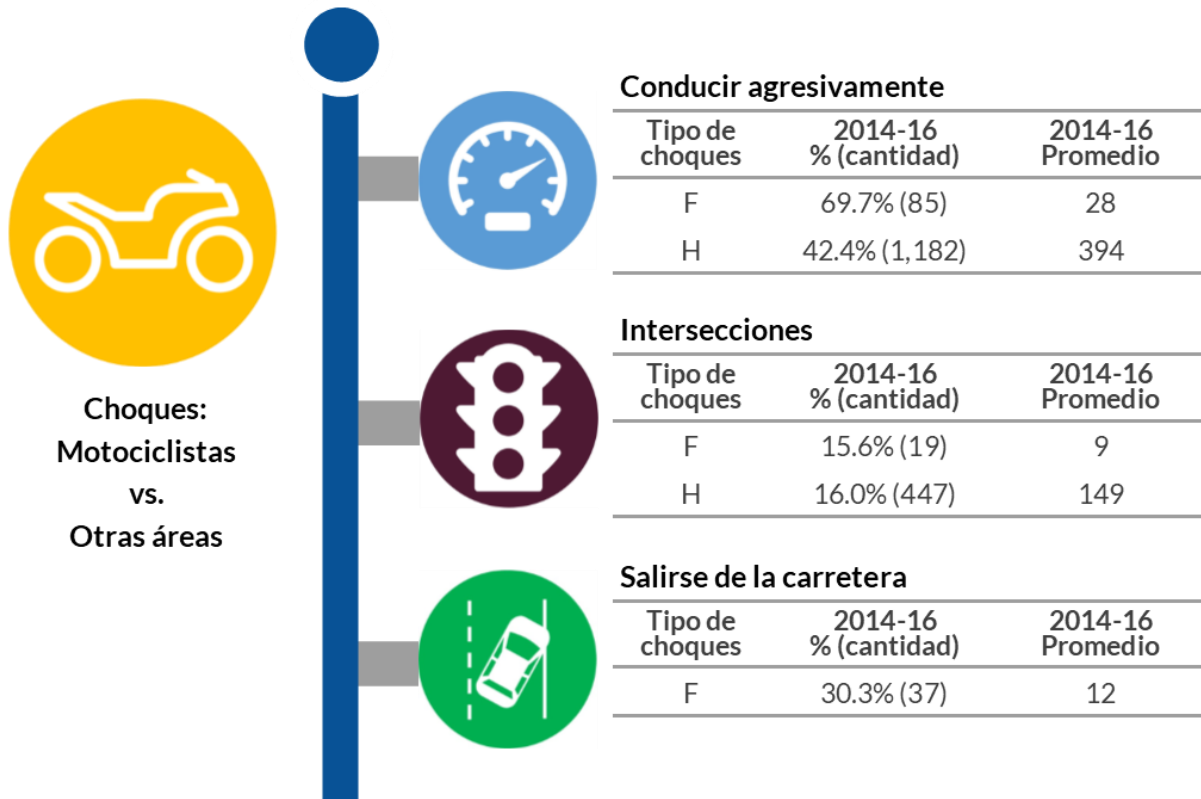 Choques:
Motociclistas
vs.
Otras áreas
Conducir agresivamente
Tipo de choques 2014-16 % (cantidad) 2014-16 Promedio
F 69.7% (85) 28
H 42.4% (1,182) 394
Intersecciones
Tipo de choques 2014-16 % (cantidad) 2014-16 Promedio
F 15.6% (19) 9
H 16.0% (447) 149
Salirse de la carretera
Tipo de choques 2014-16 % (cantidad) 2014-16 Promedio
F 30.3% (37) 12